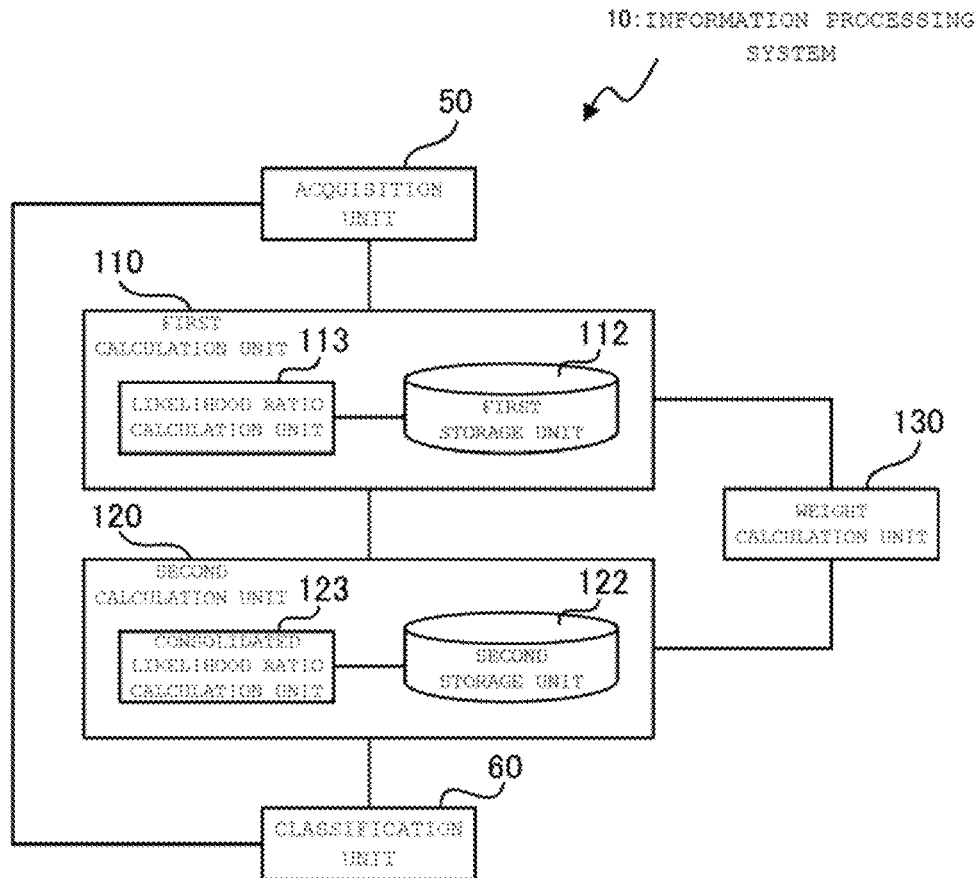 10:INFORMATION PROCESSING
SYSTEM
50
ACQUISITION
UNIT
110
FIRST
CALCULATION UNIT
113
LIKELIHOOD RATIO
CALCULATION UNIT
112
FIRST
STORAGE UNIT
130
WEIGHT
CALCULATION UNIT
120
SECOND
CALCULATION UNIT
123
CONSOLIDATED
LIKELIHOOD RATIO
CALCULATION UNIT
122
SECOND
STORAGE UNIT
60
CLASSIFICATION
UNIT